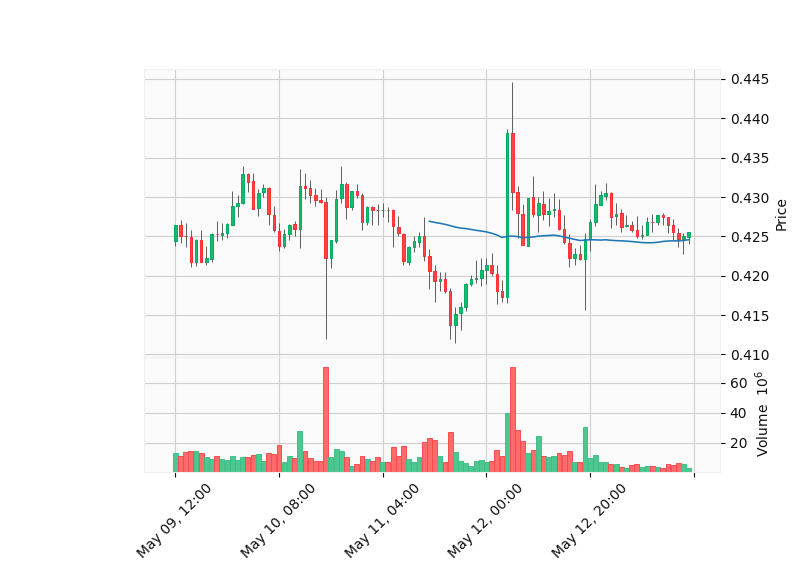 0.445
0.440
0.435
0.430
0.425
0.420
0.415
0.410
Price
60
40
20
Volume 10^6
May 09, 12:00
May 10, 08:00
May 11, 04:00
May 12, 00:00
May 12, 20:00